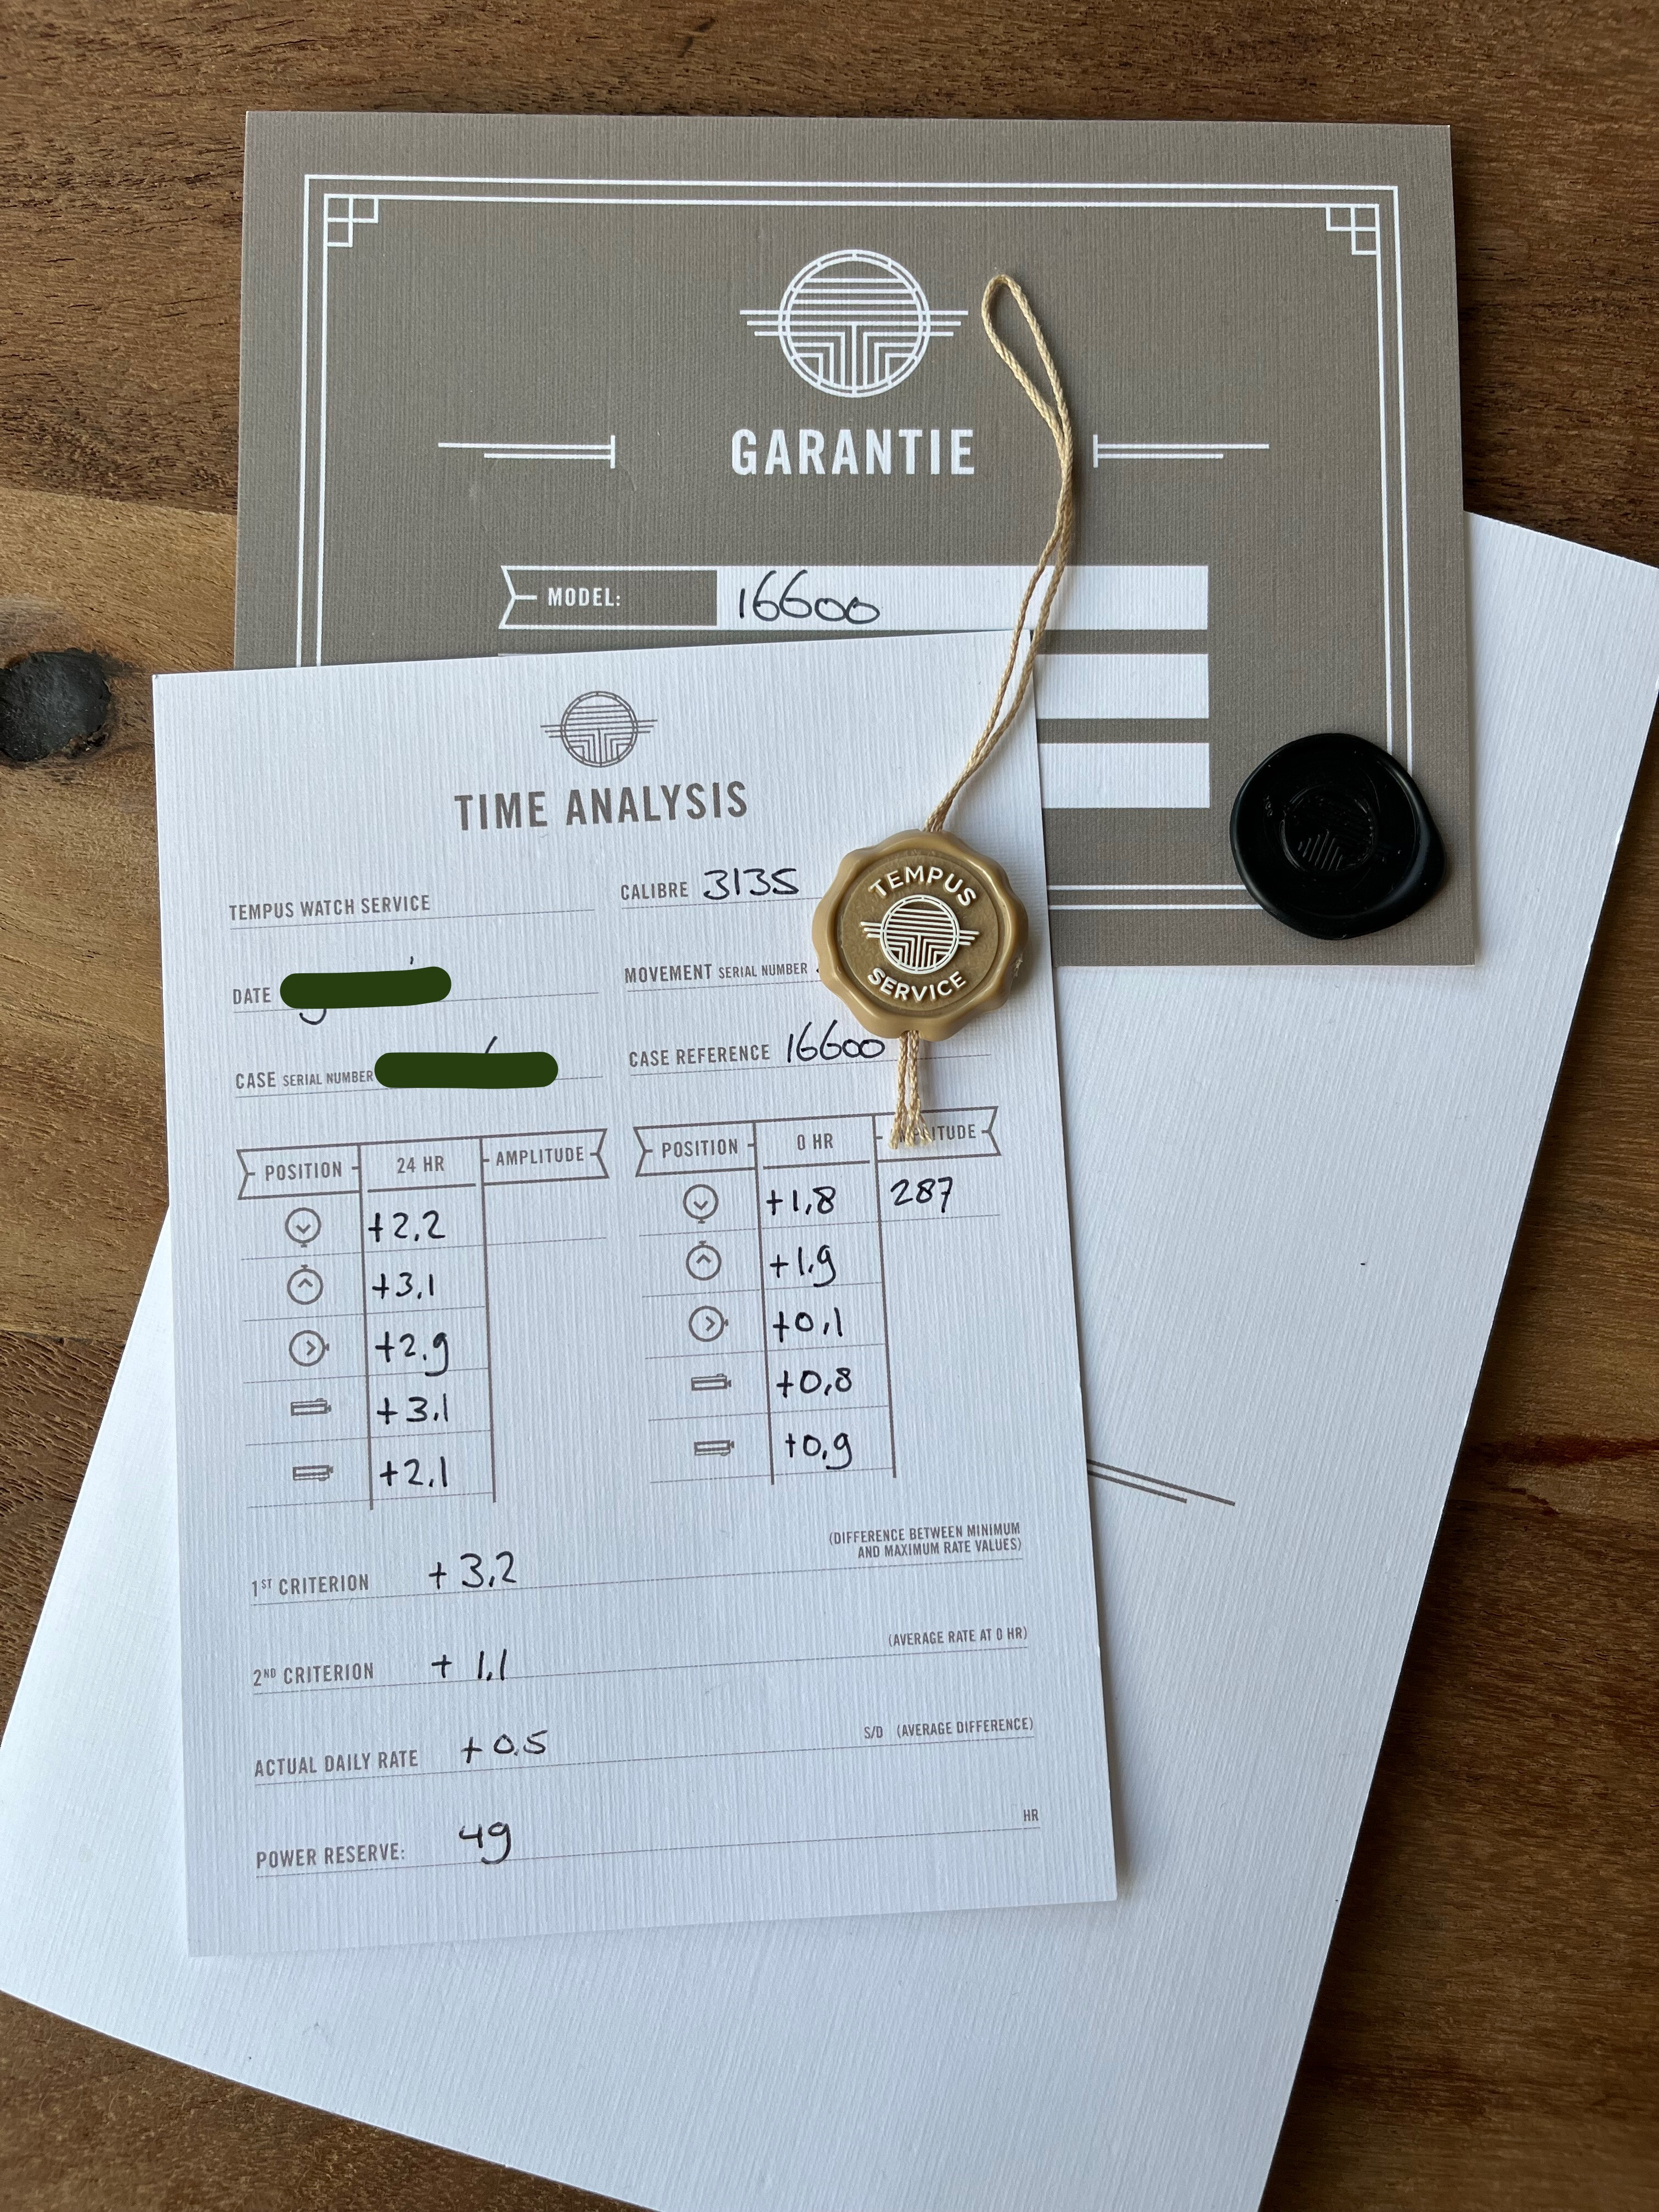 GARANTIE
MODEL: 16600
TIME ANALYSIS
TEMPUS WATCH SERVICE
CALIBRE 3135
DATE
MOVEMENT SERIAL NUMBER
CASE SERIAL NUMBER
CASE REFERENCE 16600
TEMPUS
SERVICE
POSITION 24 HR AMPLITUDE
+2,2
+3,1
+2,9
+3,1
+2,1
POSITION 0 HR
+1,8 287
+1,9
+0,1
+0,8
+0,9
1ST CRITERION +3,2 (DIFFERENCE BETWEEN MINIMUM
AND MAXIMUM RATE VALUES)
2ND CRITERION + 1,1 (AVERAGE RATE AT 0 HR)
ACTUAL DAILY RATE +0,5 S/D (AVERAGE DIFFERENCE)
POWER RESERVE: 49 HR